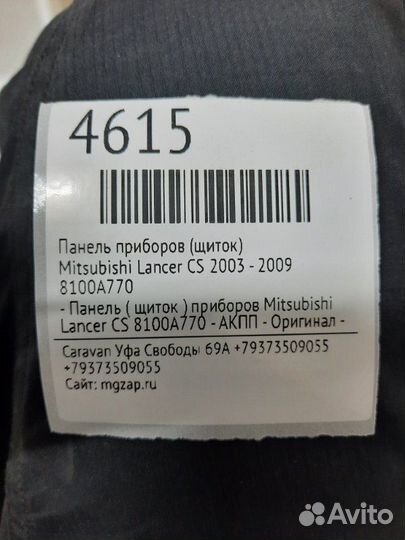 4615
Панель приборов (щиток)
Mitsubishi Lancer CS 2003 - 2009
8100A770
- Панель ( щиток ) приборов Mitsubishi
Lancer CS 8100A770 - АКПП - Оригинал -
Caravan Уфа Свободы 69А +79373509055
+79373509055
Сайт: mgzap.ru
Avito